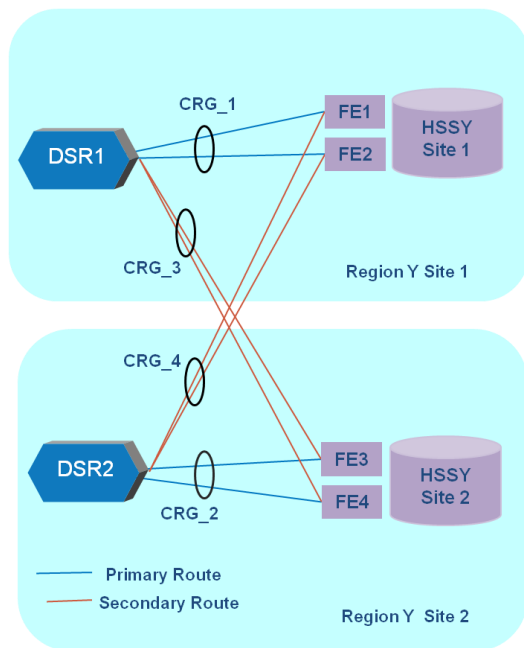 CRG_1
FE1
FE2
HSSY
Site 1
DSR1
CRG_3
Region Y Site 1
CRG_4
DSR2
FE3
FE4
HSSY
Site 2
CRG_2
Primary Route
Secondary Route
Region Y Site 2